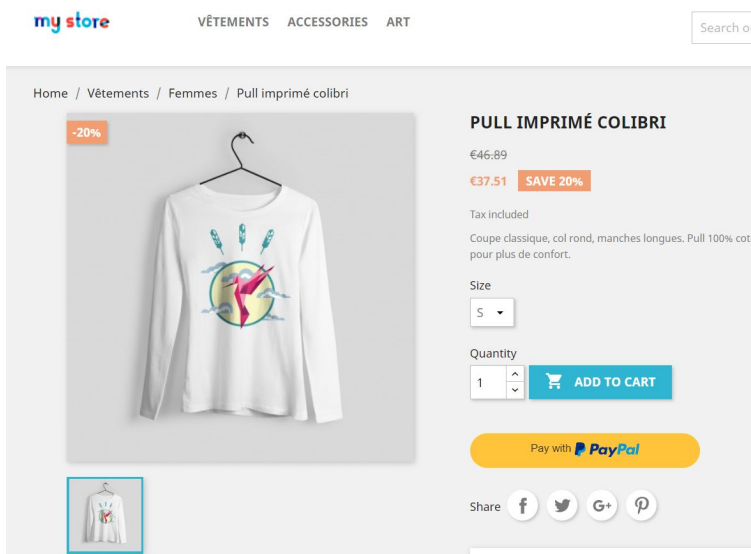 my store
VÊTEMENTS ACCESSORIES ART
Search o
Home / Vêtements / Femmes / Pull imprimé colibri
-20%
PULL IMPRIMÉ COLIBRI
€46.89
€37.51 SAVE 20%
Tax included
Coupe classique, col rond, manches longues. Pull 100% cot
pour plus de confort.
Size
S
Quantity
1 ADD TO CART
Pay with PayPal
Share f G+